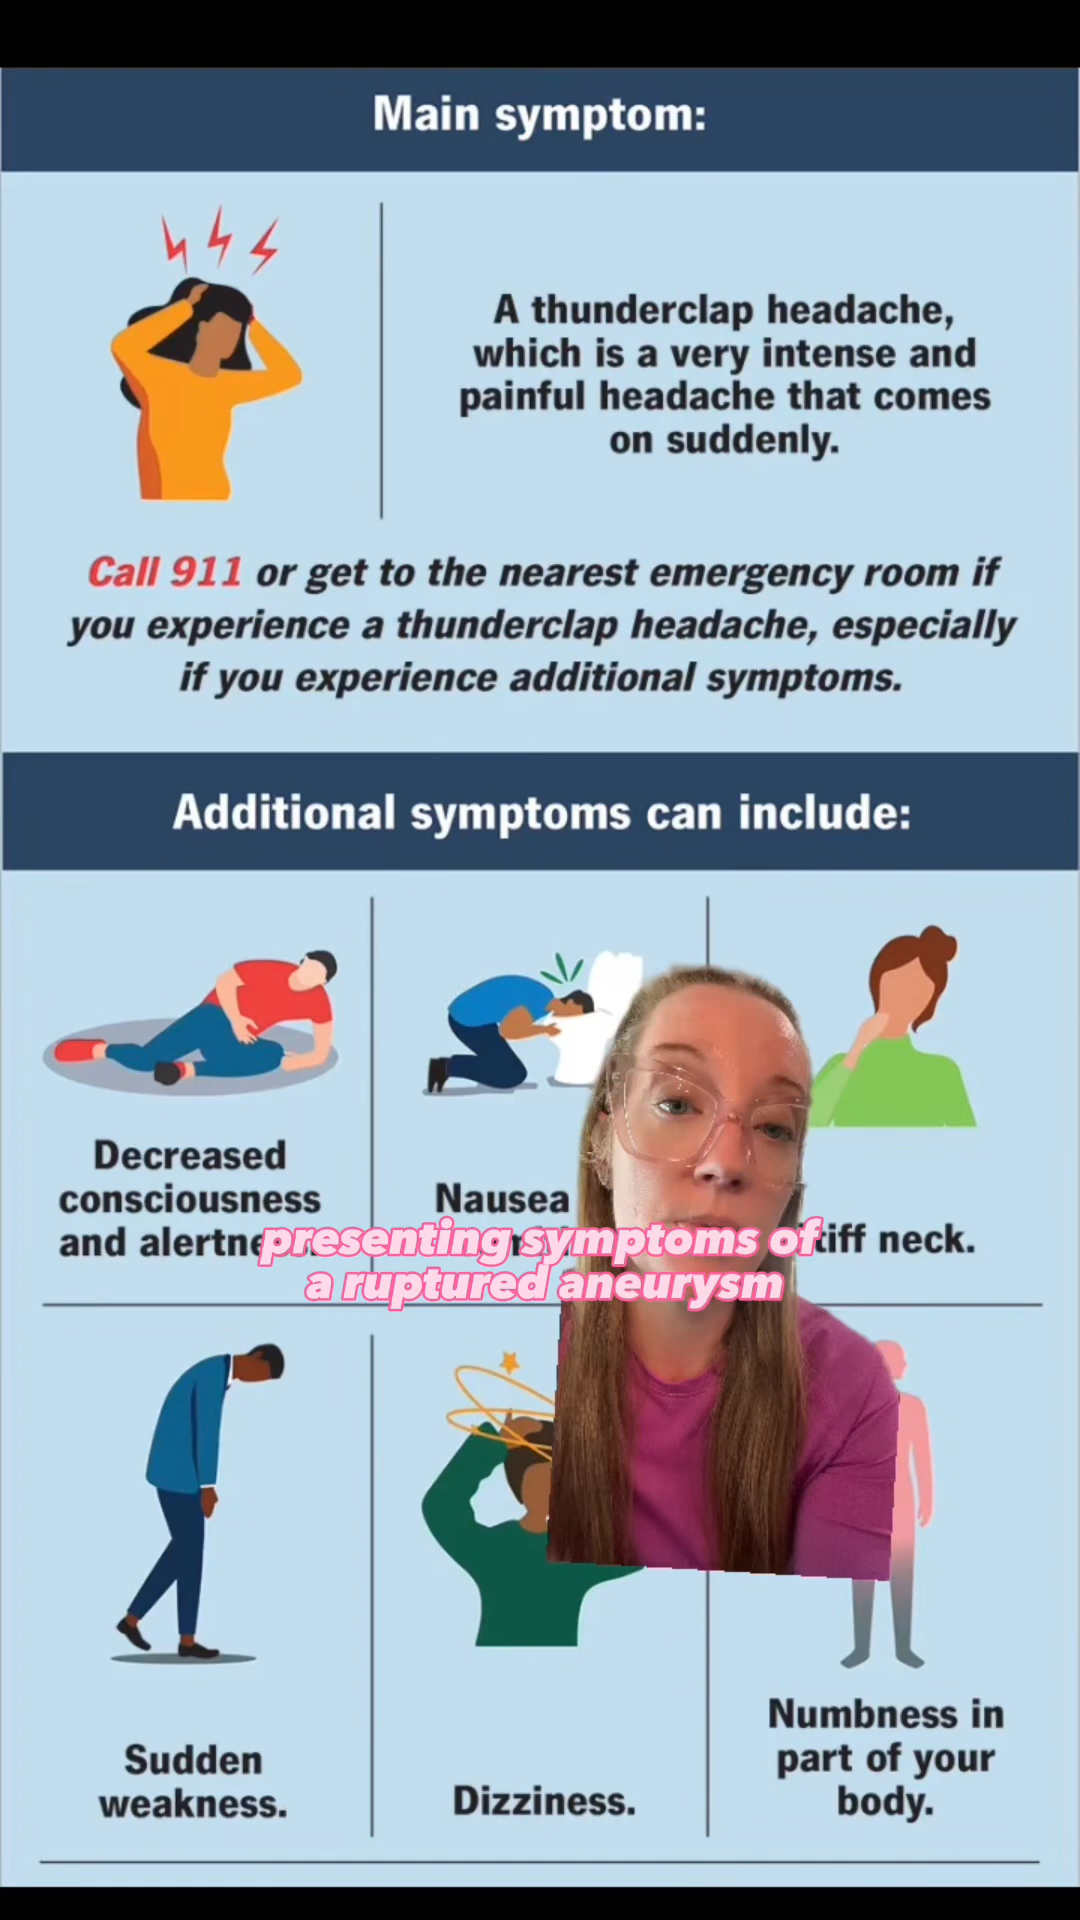 Main symptom:
A thunderclap headache,
which is a very intense and
painful headache that comes
on suddenly.
Call 911 or get to the nearest emergency room if
you experience a thunderclap headache, especially
if you experience additional symptoms.
Additional symptoms can include:
Decreased
consciousness
and
Nausea
neck.
presenting symptoms of
a ruptured aneurysm
Sudden
weakness.
Dizziness.
Numbness in
part of your
body.